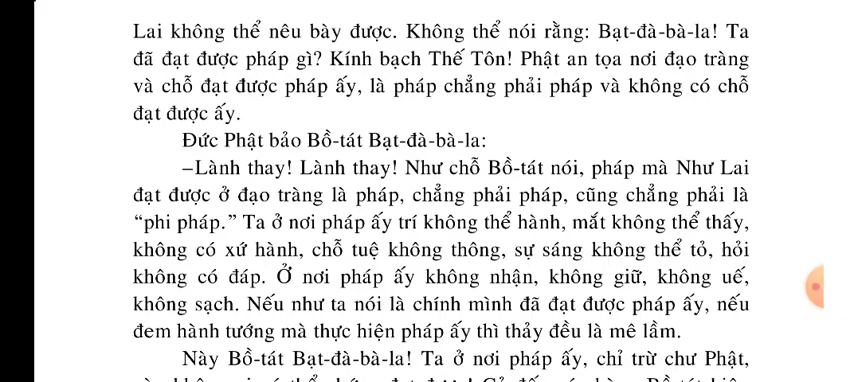 Lai không thể nêu bày được. Không thể nói rằng: Bạt-đà-bà-la! Ta
đã đạt được pháp gì? Kính bạch Thế Tôn! Phật an tọa nơi đạo tràng
và chỗ đạt được pháp ấy, là pháp chẳng phải pháp và không có chỗ
đạt được ấy.
Đức Phật bảo Bồ-tát Bạt-đà-bà-la:
–Lành thay! Lành thay! Như chỗ Bồ-tát nói, pháp mà Như Lai
đạt được ở đạo tràng là pháp, chẳng phải pháp, cũng chẳng phải là
“phi pháp.” Ta ở nơi pháp ấy trí không thể hành, mắt không thể thấy,
không có xứ hành, chỗ tuệ không thông, sự sáng không thể tỏ, hỏi
không có đáp. Ở nơi pháp ấy không nhận, không giữ, không uế,
không sạch. Nếu như ta nói là chính mình đã đạt được pháp ấy, nếu
đem hành tướng mà thực hiện pháp ấy thì thảy đều là mê lầm.
Này Bồ-tát Bạt-đà-bà-la! Ta ở nơi pháp ấy, chỉ trừ chư Phật,